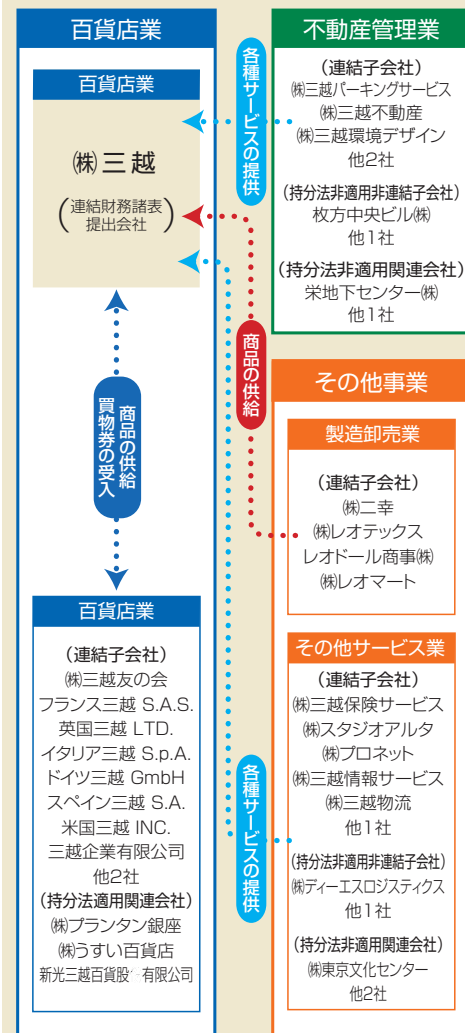 百貨店業
百貨店業
㈱三越
(連結財務諸表
提出会社)
商品の供給
買物券の受入
百貨店業
(連結子会社)
㈱三越友の会
フランス三越 S.A.S.
英国三越 LTD.
イタリア三越 S.p.A.
ドイツ三越 GmbH
スペイン三越 S.A.
米国三越 INC.
三越企業有限公司
他2社
(持分法適用関連会社)
㈱プランタン銀座
㈱うすい百貨店
新光三越百貨股 有限公司
各種サービスの提供
商品の供給
各種サービスの提供
不動産管理業
(連結子会社)
㈱三越パーキングサービス
㈱三越不動産
㈱三越環境デザイン
他2社
(持分法非適用非連結子会社)
枚方中央ビル㈱
他1社
(持分法非適用関連会社)
栄地下センター㈱
他1社
その他事業
製造卸売業
(連結子会社)
㈱二幸
㈱レオテックス
レオドール商事㈱
㈱レオマート
その他サービス業
(連結子会社)
㈱三越保険サービス
㈱スタジオアルタ
㈱プロネット
㈱三越情報サービス
㈱三越物流
他1社
(持分法非適用非連結子会社)
㈱ディーエスロジスティクス
他1社
(持分法非適用関連会社)
㈱東京文化センター
他2社